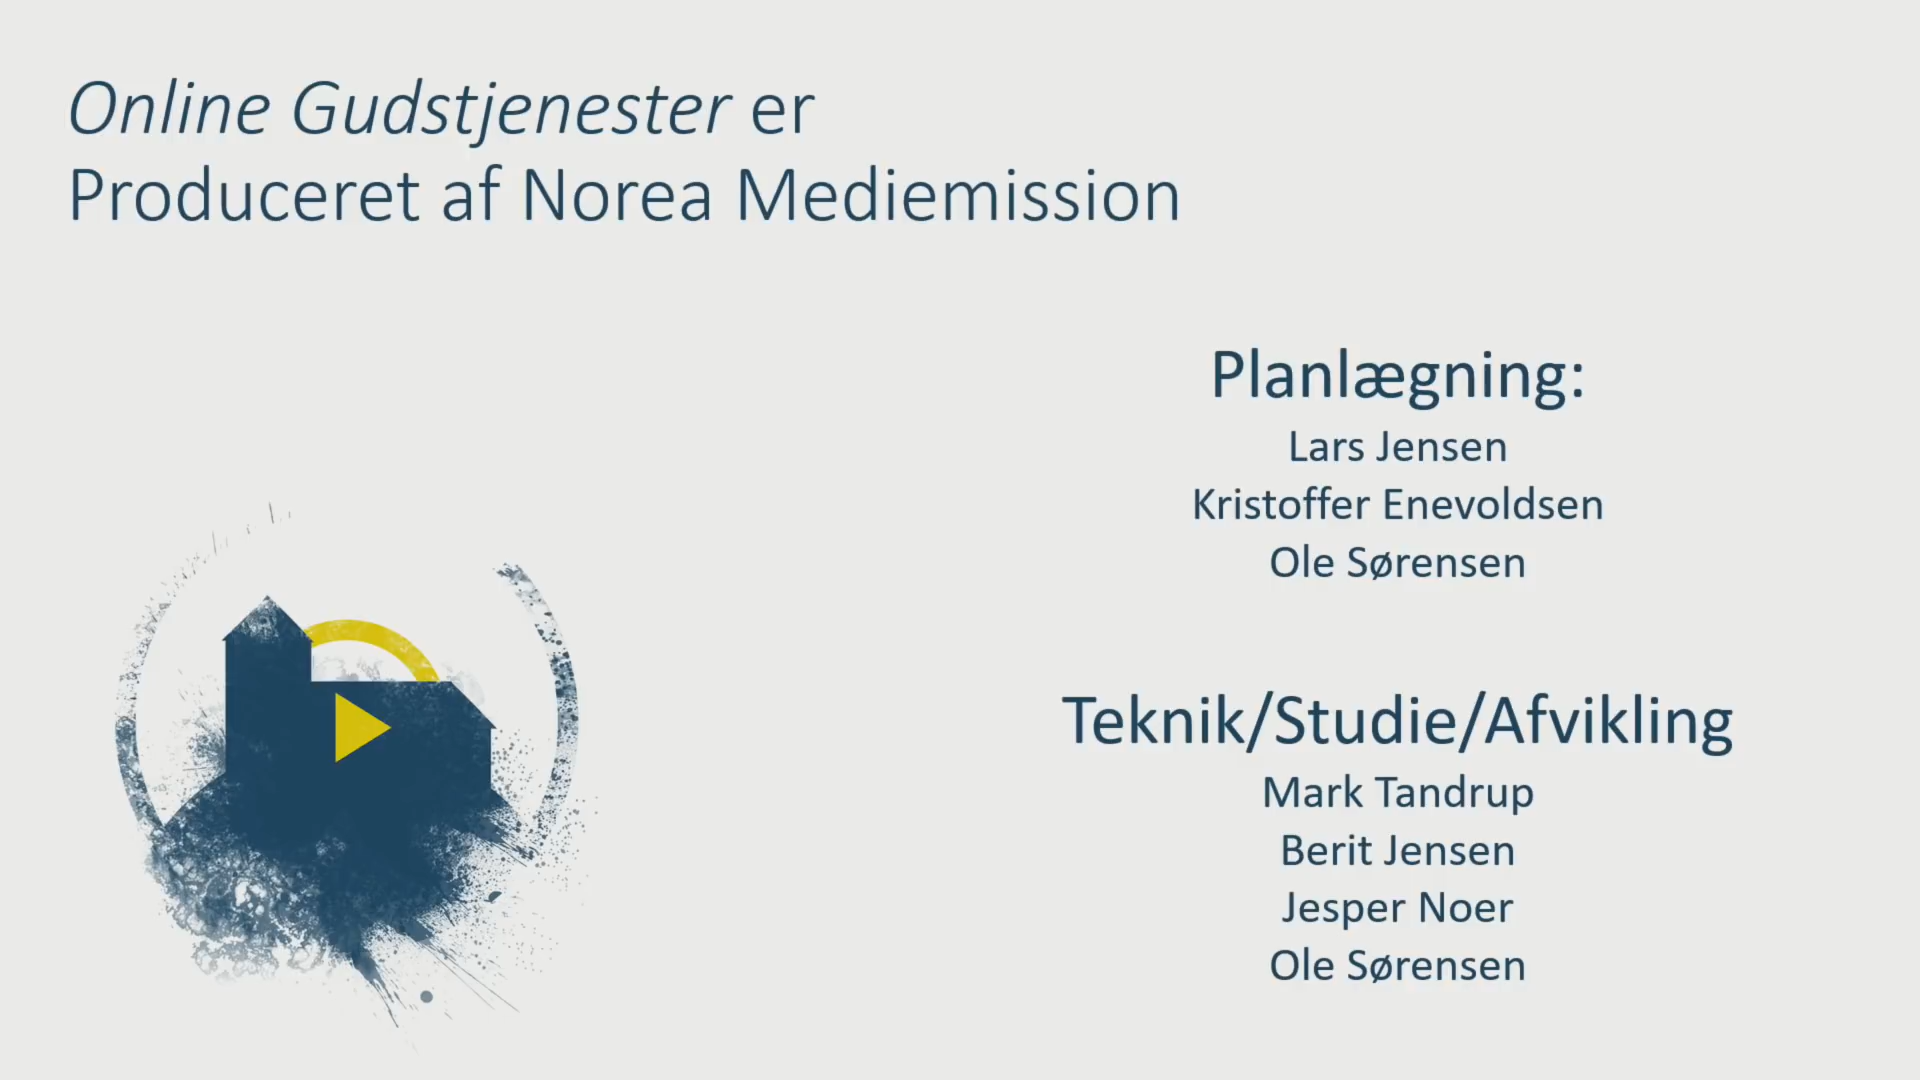 Online Gudstjenester er
Produceret af Norea Mediemission
Planlægning:
Lars Jensen
Kristoffer Enevoldsen
Ole Sørensen
Teknik/Studie/Afvikling
Mark Tandrup
Berit Jensen
Jesper Noer
Ole Sørensen